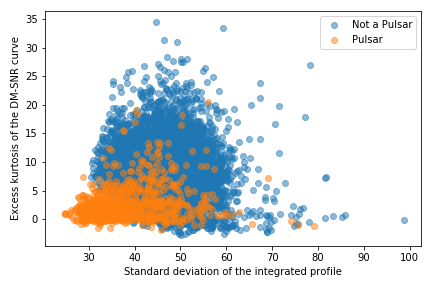 Not a Pulsar
Pulsar
Excess kurtosis of the DM-SNR curve
35
30
25
20
15
10
5
0
30 40 50 60 70 80 90 100
Standard deviation of the integrated profile